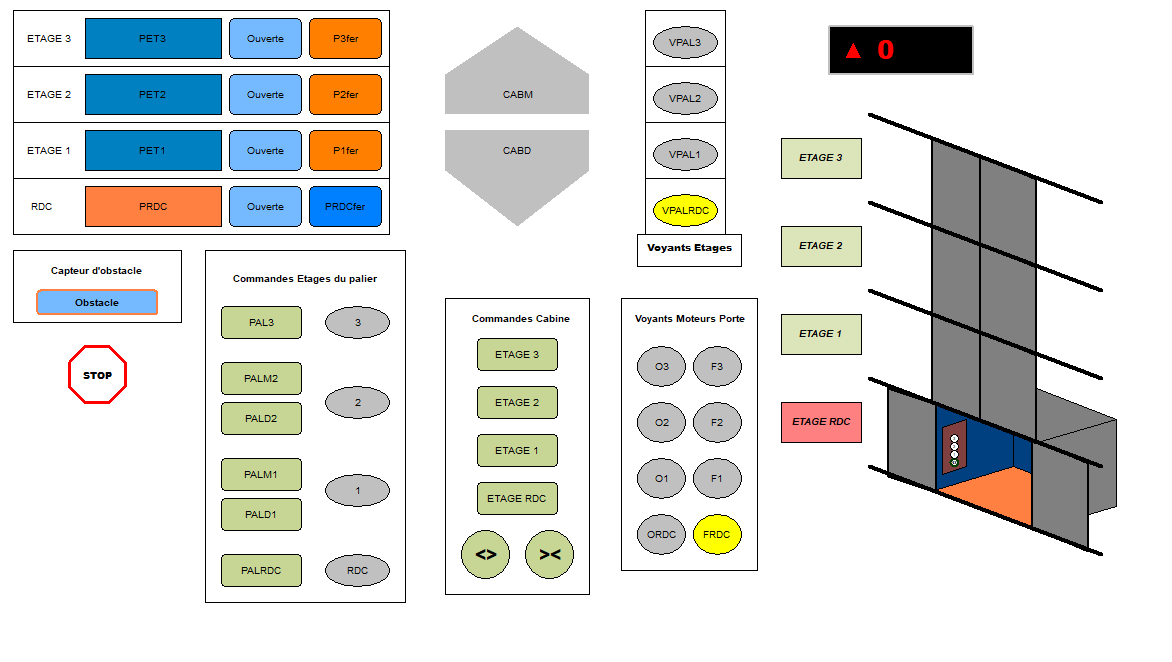 ETAGE 3 PET3 Ouverte P3fer
ETAGE 2 PET2 Ouverte P2fer
ETAGE 1 PET1 Ouverte P1fer
RDC PRDC Ouverte PRDCfer
Capteur d'obstacle
Obstacle
STOP
Commandes Etages du palier
PAL3 3
PALM2
2
PALD2
PALM1
1
PALD1
PALRDC RDC
CABM
CABD
Commandes Cabine
ETAGE 3
ETAGE 2
ETAGE 1
ETAGE RDC
<> ><
VPAL3
VPAL2
VPAL1
VPALRDC
Voyants Etages
Voyants Moteurs Porte
O3 F3
O2 F2
O1 F1
ORDC FRDC
▲ 0
ETAGE 3
ETAGE 2
ETAGE 1
ETAGE RDC